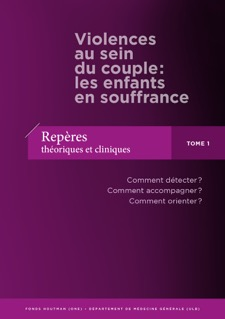 Violences
au sein
du couple:
les enfants
en souffrance
Repères
théoriques et cliniques
TOME 1
Comment détecter?
Comment accompagner?
Comment orienter?
FONDS HOUTMAN (ONE) | DÉPARTEMENT DE MÉDECINE GÉNÉRALE (ULB)